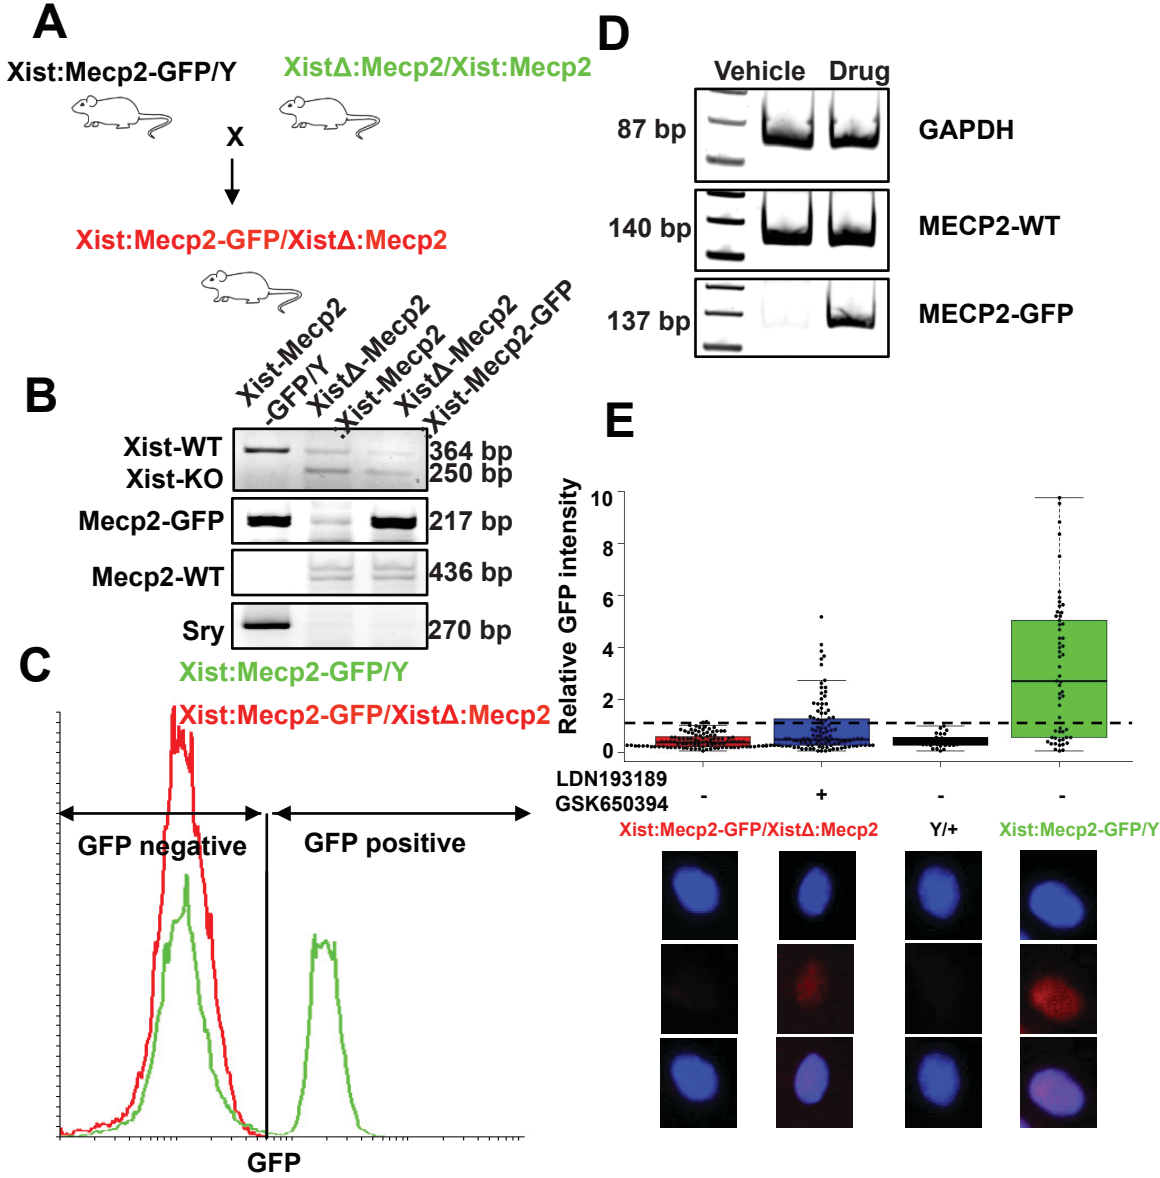 A
Xist:Mecp2-GFP/Y
XistΔ:Mecp2/Xist:Mecp2
X
Xist:Mecp2-GFP/XistΔ:Mecp2
B
Xist-Mecp2
-GFP/Y
XistΔ-Mecp2
:Xist-Mecp2
XistΔ-Mecp2
:Xist-Mecp2-GFP
Xist-WT
364 bp
Xist-KO
250 bp
Mecp2-GFP
217 bp
Mecp2-WT
436 bp
Sry
270 bp
C
Xist:Mecp2-GFP/Y
Xist:Mecp2-GFP/XistΔ:Mecp2
GFP negative
GFP positive
GFP
D
Vehicle Drug
87 bp
GAPDH
140 bp
MECP2-WT
137 bp
MECP2-GFP
E
Relative GFP intensity
10
8
6
4
2
0
LDN193189
GSK650394
- + - -
Xist:Mecp2-GFP/XistΔ:Mecp2
Y/+
Xist:Mecp2-GFP/Y